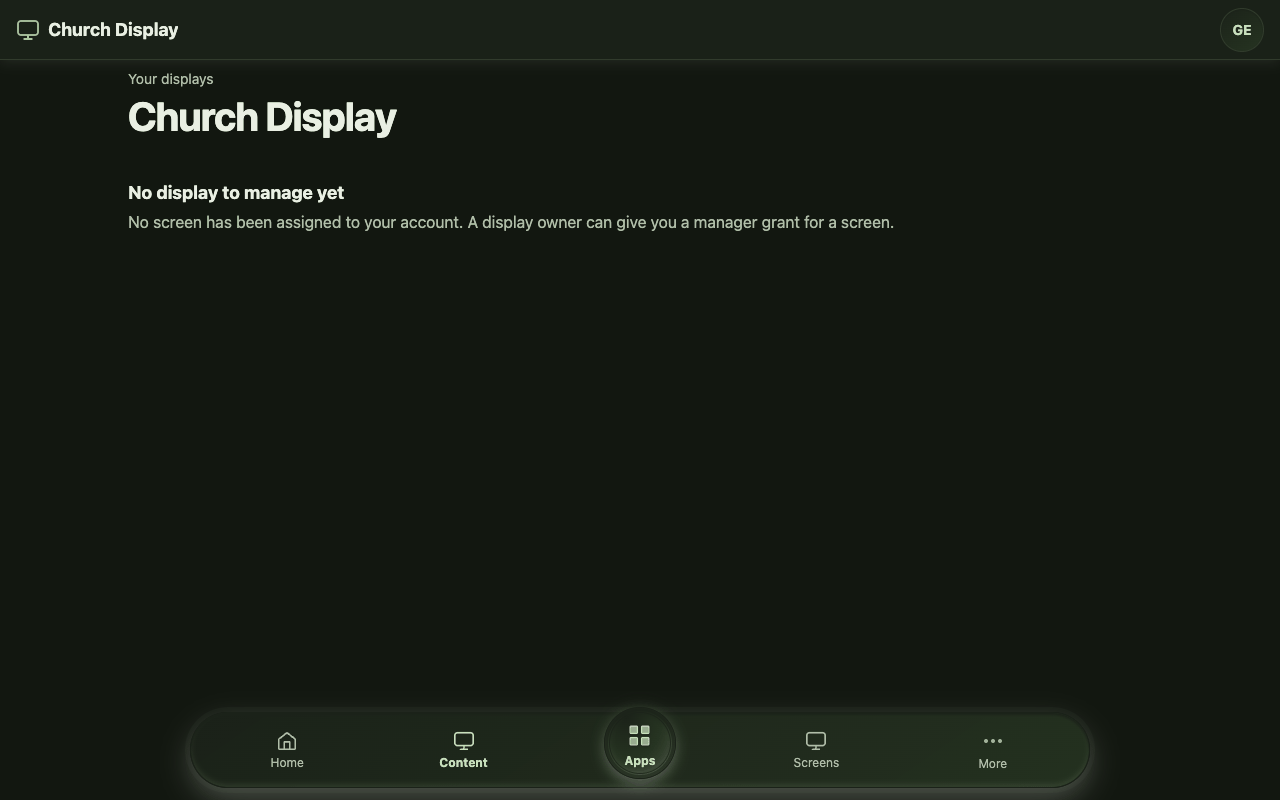 Church Display
GE
Your displays
Church Display
No display to manage yet
No screen has been assigned to your account. A display owner can give you a manager grant for a screen.
Home
Content
Apps
Screens
More